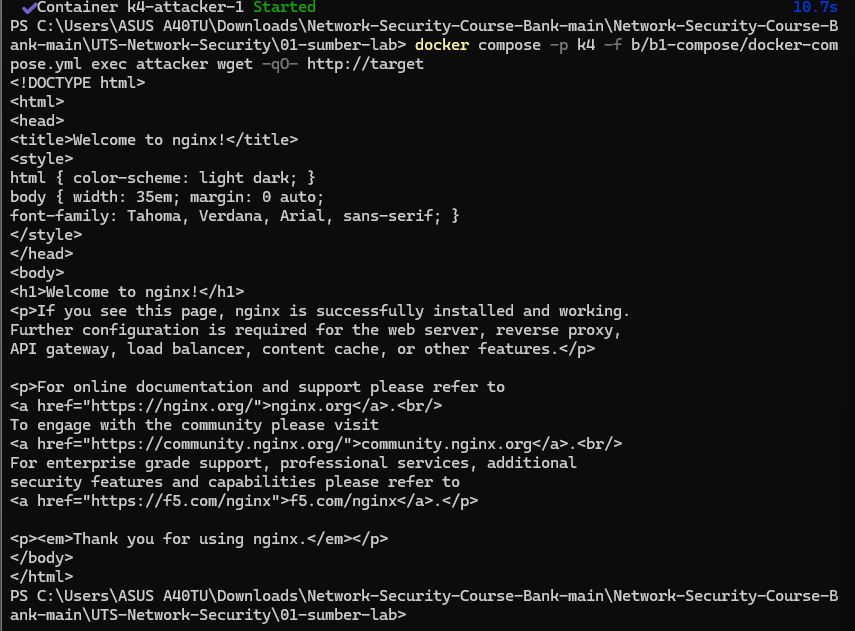 ✔Container k4-attacker-1 Started 10.7s
PS C:\Users\ASUS A40TU\Downloads\Network-Security-Course-Bank-main\Network-Security-Course-B
ank-main\UTS-Network-Security\01-sumber-lab> docker compose -p k4 -f b/b1-compose/docker-com
pose.yml exec attacker wget -qO- http://target
<!DOCTYPE html>
<html>
<head>
<title>Welcome to nginx!</title>
<style>
html { color-scheme: light dark; }
body { width: 35em; margin: 0 auto;
font-family: Tahoma, Verdana, Arial, sans-serif; }
</style>
</head>
<body>
<h1>Welcome to nginx!</h1>
<p>If you see this page, nginx is successfully installed and working.
Further configuration is required for the web server, reverse proxy,
API gateway, load balancer, content cache, or other features.</p>

<p>For online documentation and support please refer to
<a href="https://nginx.org/">nginx.org</a>.<br/>
To engage with the community please visit
<a href="https://community.nginx.org/">community.nginx.org</a>.<br/>
For enterprise grade support, professional services, additional
security features and capabilities please refer to
<a href="https://f5.com/nginx">f5.com/nginx</a>.</p>

<p><em>Thank you for using nginx.</em></p>
</body>
</html>
PS C:\Users\ASUS A40TU\Downloads\Network-Security-Course-Bank-main\Network-Security-Course-B
ank-main\UTS-Network-Security\01-sumber-lab>